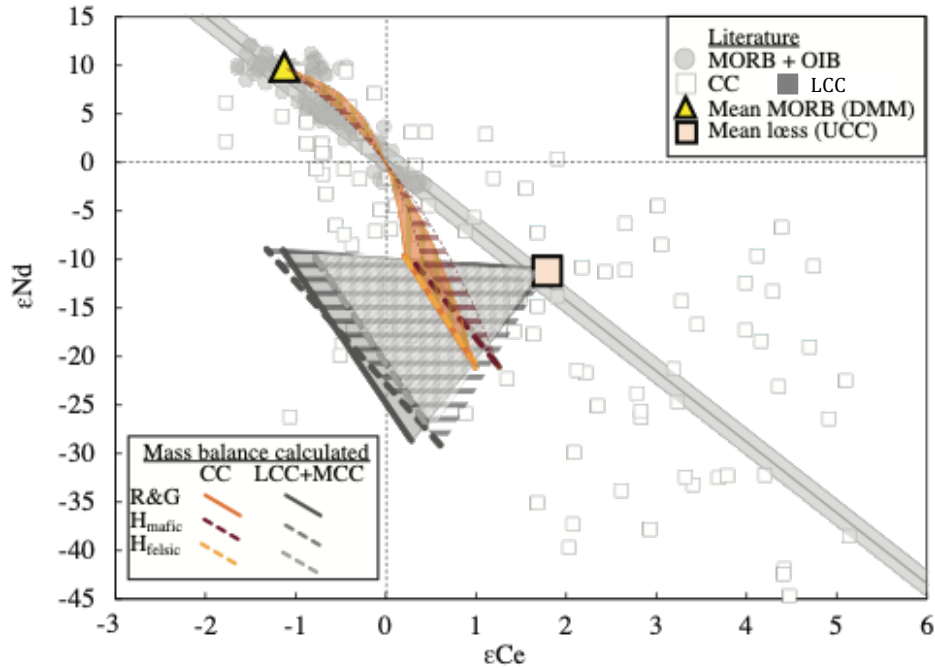 15
10
5
0
-5
-10
-15
-20
-25
-30
-35
-40
-45
εNd
-3
-2
-1
0
1
2
3
4
5
6
εCe
Literature
MORB + OIB
CC LCC
Mean MORB (DMM)
Mean lœss (UCC)
Mass balance calculated
CC LCC+MCC
R&G
Hmafic
Hfelsic